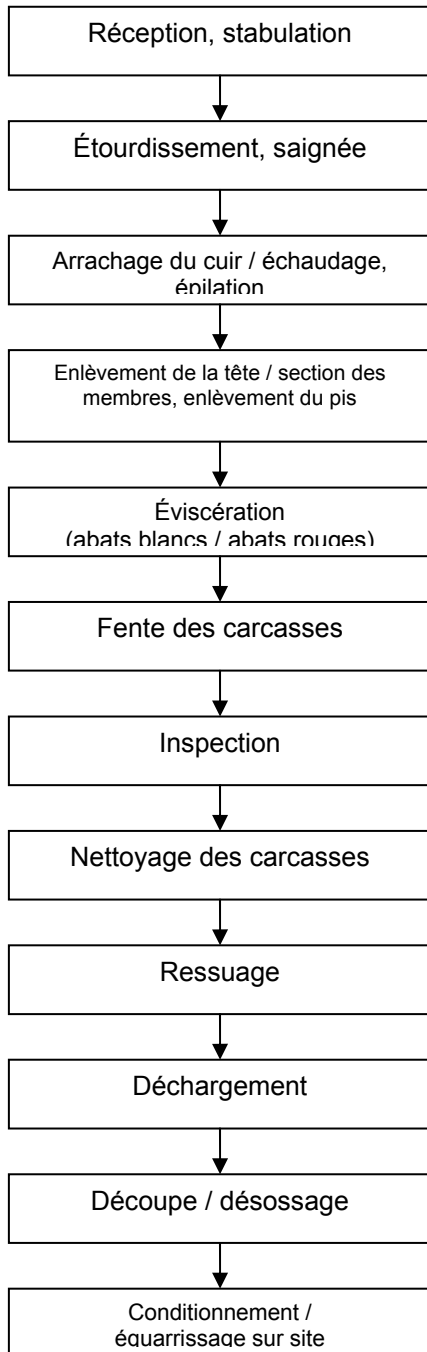 Réception, stabulation
Étourdissement, saignée
Arrachage du cuir / échaudage,
épilation
Enlèvement de la tête / section des
membres, enlèvement du pis
Éviscération
(abats blancs / abats rouges)
Fente des carcasses
Inspection
Nettoyage des carcasses
Ressuage
Déchargement
Découpe / désossage
Conditionnement /
équarrissage sur site